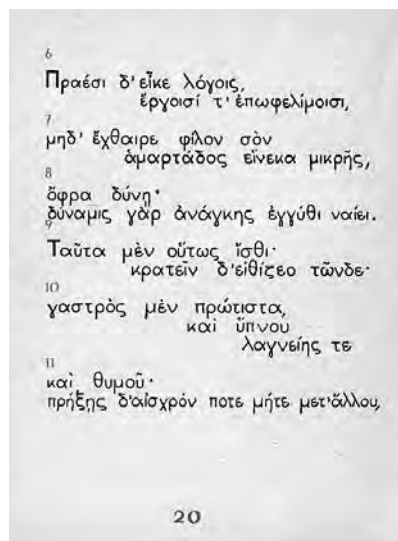 6
Πραέσι δ' εἶκε λόγοις,
ἔργοισί τ' ἐπωφελίμοισι,
7
μηδ' ἔχθαιρε φίλον σὸν
ἁμαρτάδος εἵνεκα μικρῆς,
8
ὄφρα δύνῃ·
δύναμις γὰρ ἀνάγκης ἐγγύθι ναίει.
9
Ταῦτα μὲν οὕτως ἴσθι·
κρατεῖν δ' εἰθίζεο τῶνδε·
10
γαστρὸς μὲν πρώτιστα,
καὶ ὕπνου
λαγνείης τε
11
καὶ θυμοῦ·
πρήξῃς δ' αἰσχρόν ποτε μήτε μετ' ἄλλου,
20